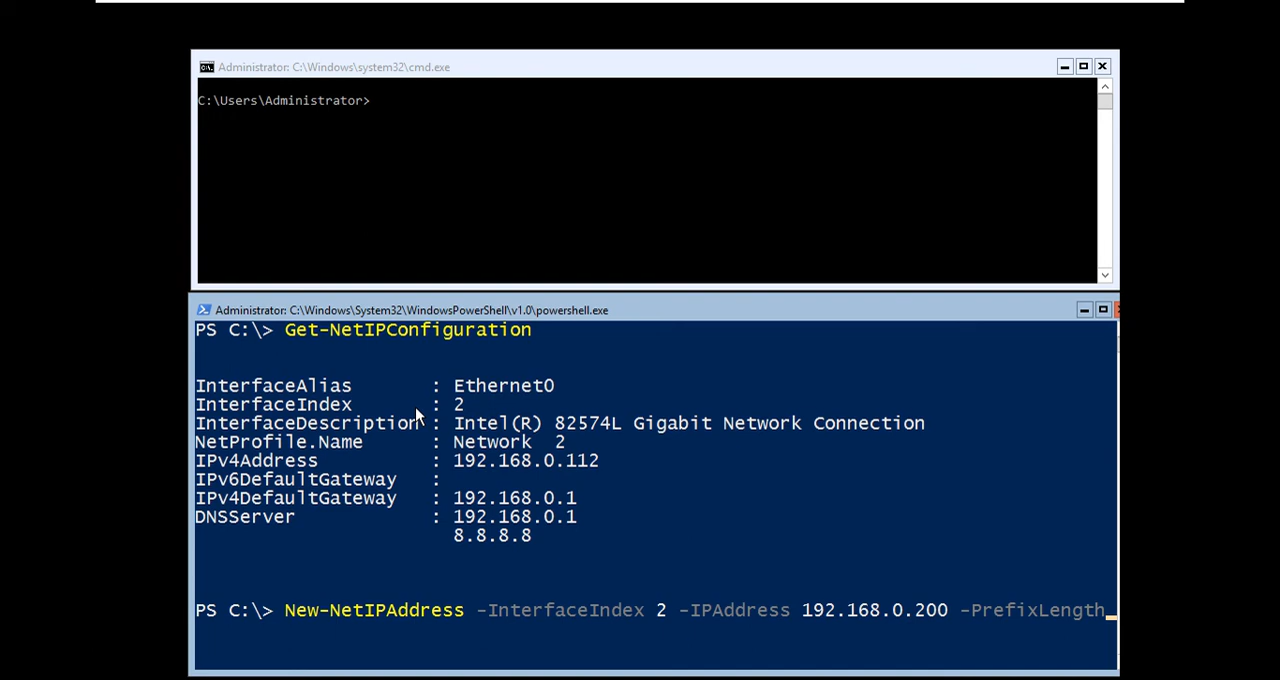 Administrator: C:\Windows\system32\cmd.exe
C:\Users\Administrator>
Administrator: C:\Windows\System32\WindowsPowerShell\v1.0\powershell.exe
PS C:\> Get-NetIPConfiguration
InterfaceAlias : Ethernet0
InterfaceIndex : 2
InterfaceDescription : Intel(R) 82574L Gigabit Network Connection
NetProfile.Name : Network 2
IPv4Address : 192.168.0.112
IPv6DefaultGateway :
IPv4DefaultGateway : 192.168.0.1
DNSServer : 192.168.0.1
8.8.8.8
PS C:\> New-NetIPAddress -InterfaceIndex 2 -IPAddress 192.168.0.200 -PrefixLength